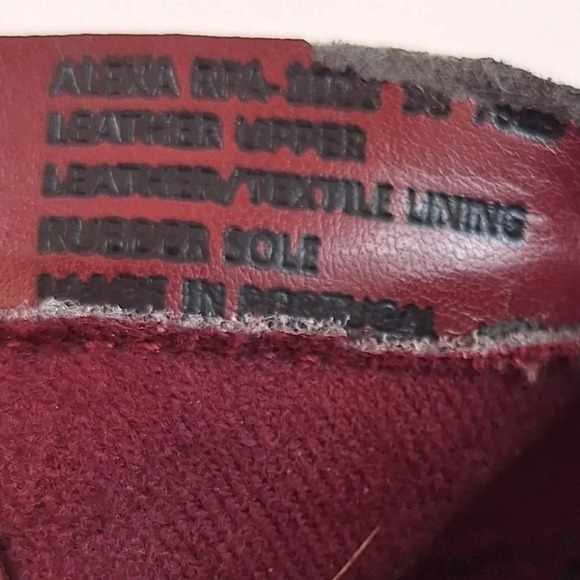 ALEXA
LEATHER UPPER
LEATHER/TEXTILE LINING
RUBBER SOLE
MADE IN PORTUGAL